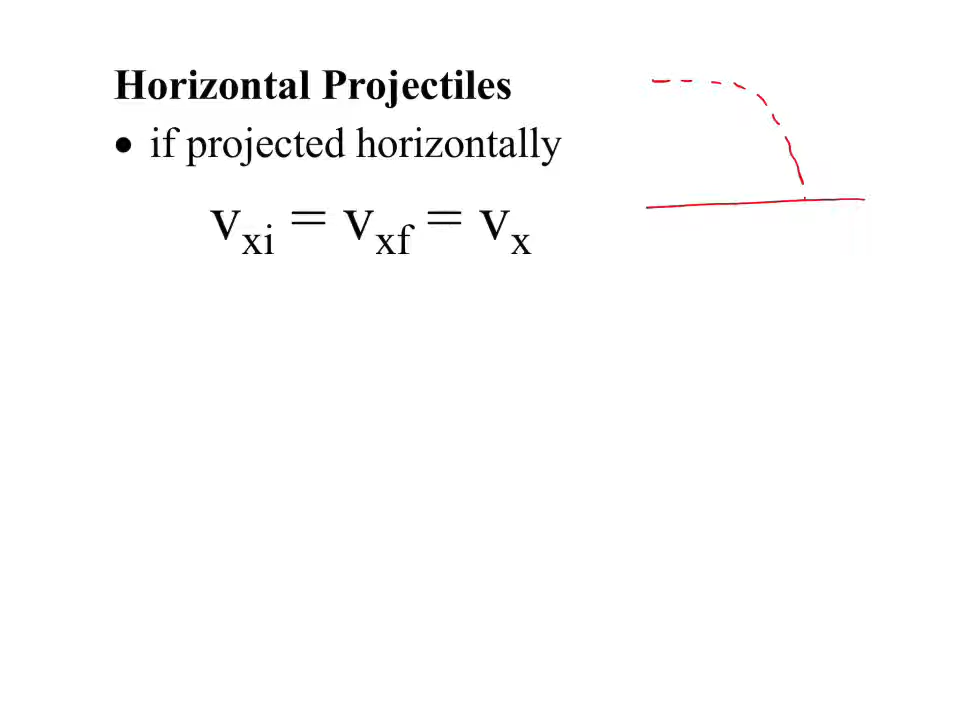 Horizontal Projectiles
• if projected horizontally
v_xi = v_xf = v_x